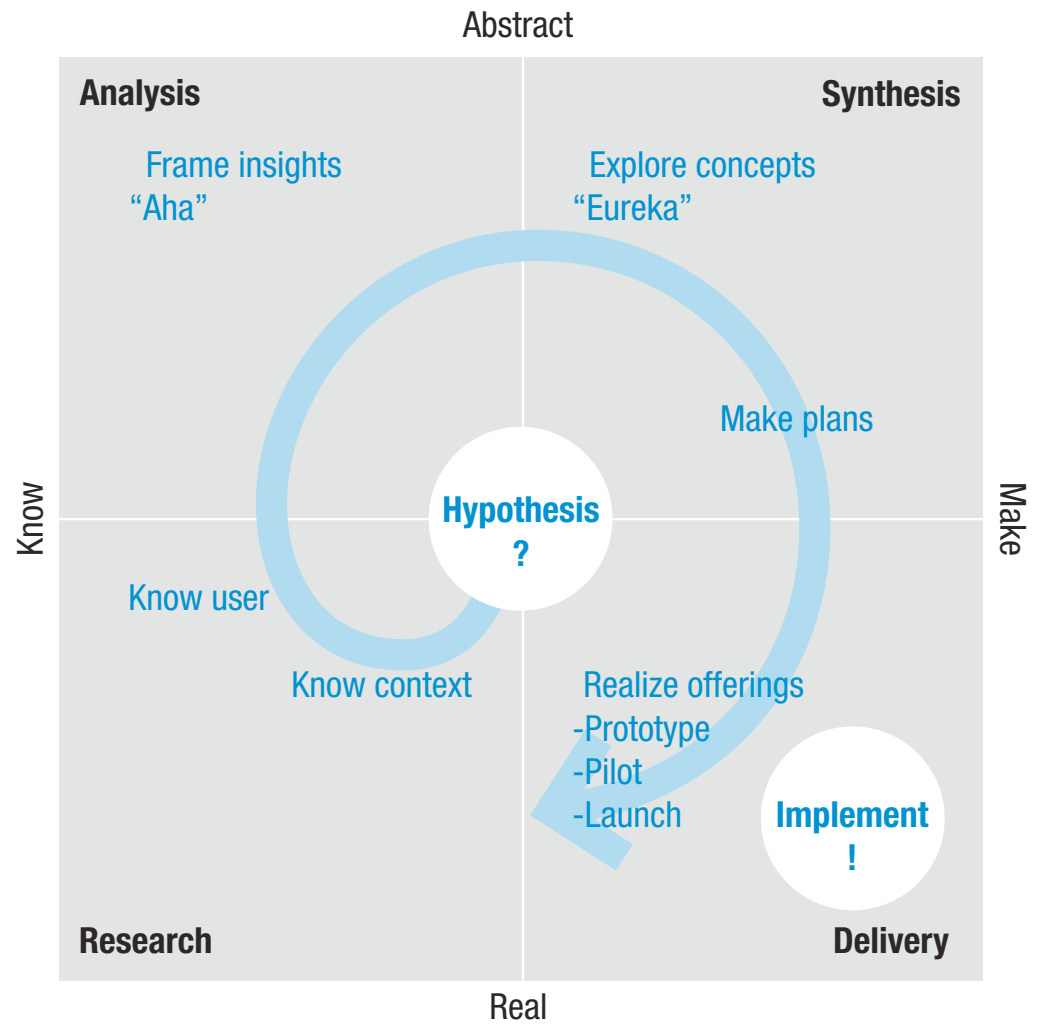 Abstract
Analysis
Synthesis
Frame insights
“Aha”
Explore concepts
“Eureka”
Make plans
Know
Hypothesis
?
Make
Know user
Know context
Realize offerings
-Prototype
-Pilot
-Launch
Implement
!
Research
Delivery
Real